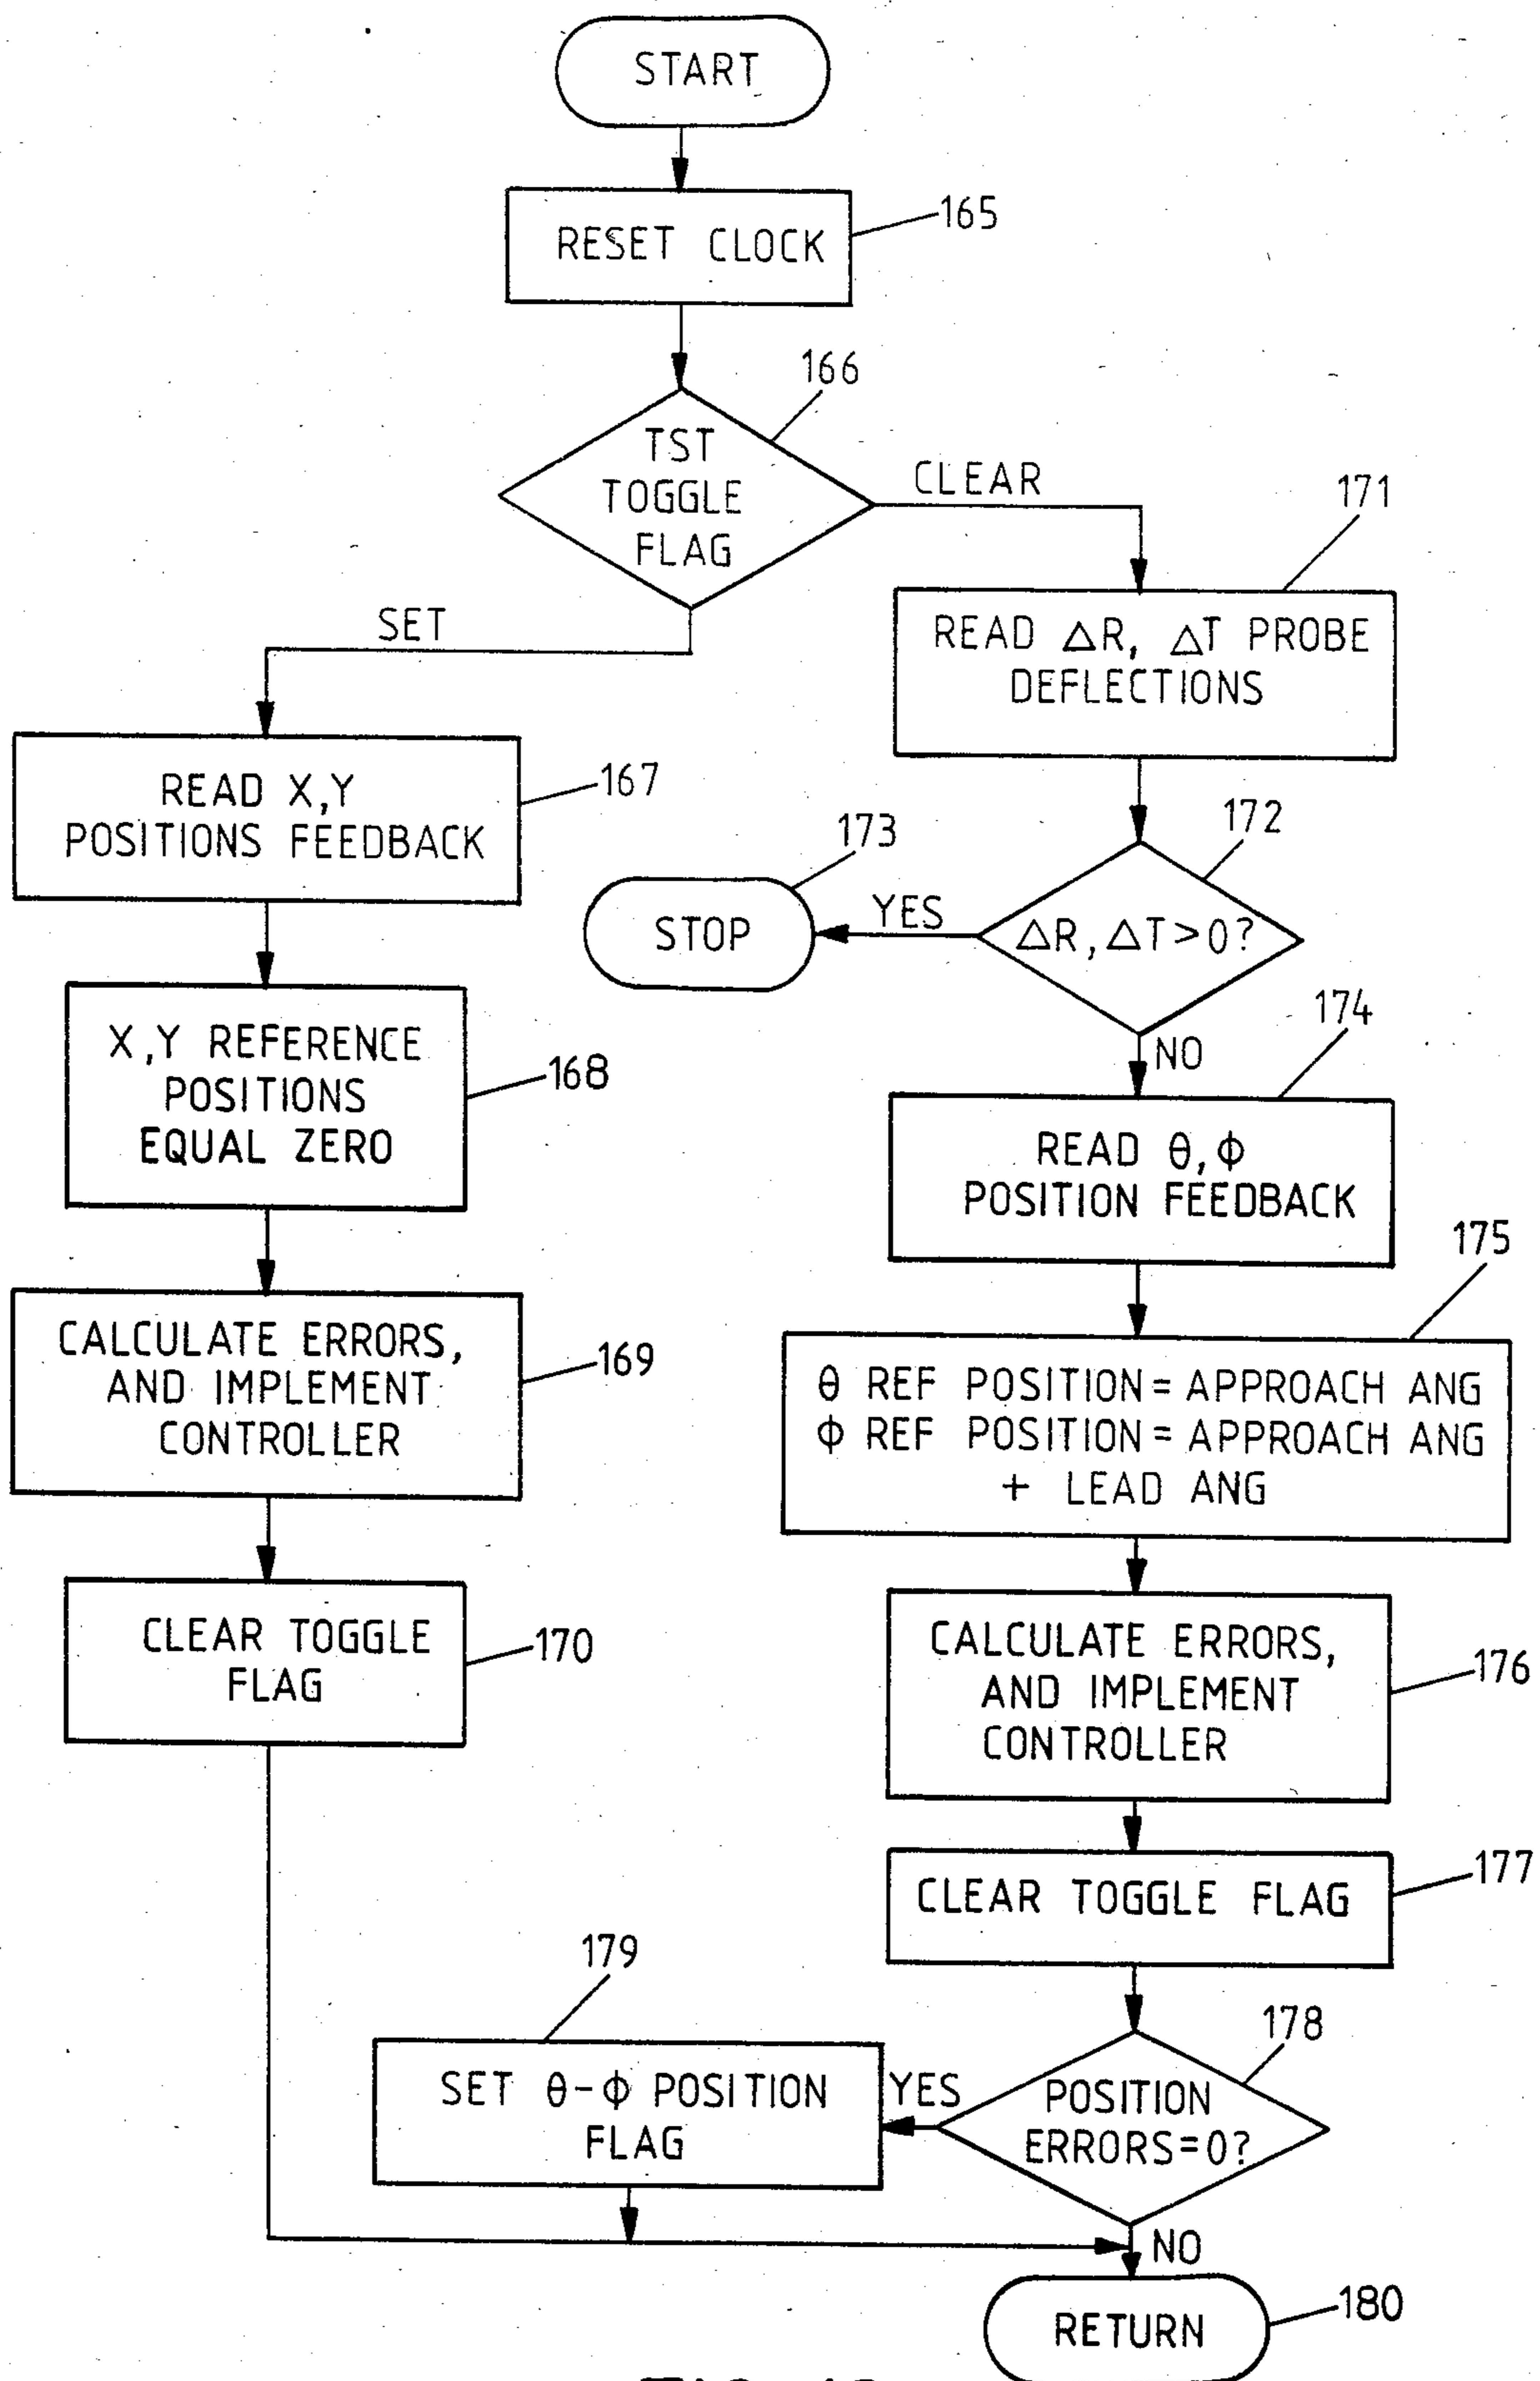 START
RESET CLOCK
165
166
TST
TOGGLE
FLAG
CLEAR
SET
171
READ ΔR, ΔT PROBE
DEFLECTIONS
READ X,Y
POSITIONS FEEDBACK
167
172
173
STOP
YES
ΔR, ΔT>0?
NO
174
X,Y REFERENCE
POSITIONS
EQUAL ZERO
168
READ θ,ϕ
POSITION FEEDBACK
175
CALCULATE ERRORS,
AND IMPLEMENT
CONTROLLER
169
θ REF POSITION=APPROACH ANG
ϕ REF POSITION=APPROACH ANG
+ LEAD ANG
CLEAR TOGGLE
FLAG
170
CALCULATE ERRORS,
AND IMPLEMENT
CONTROLLER
176
CLEAR TOGGLE FLAG
177
179
SET θ-ϕ POSITION
FLAG
YES
178
POSITION
ERRORS=0?
NO
RETURN
180